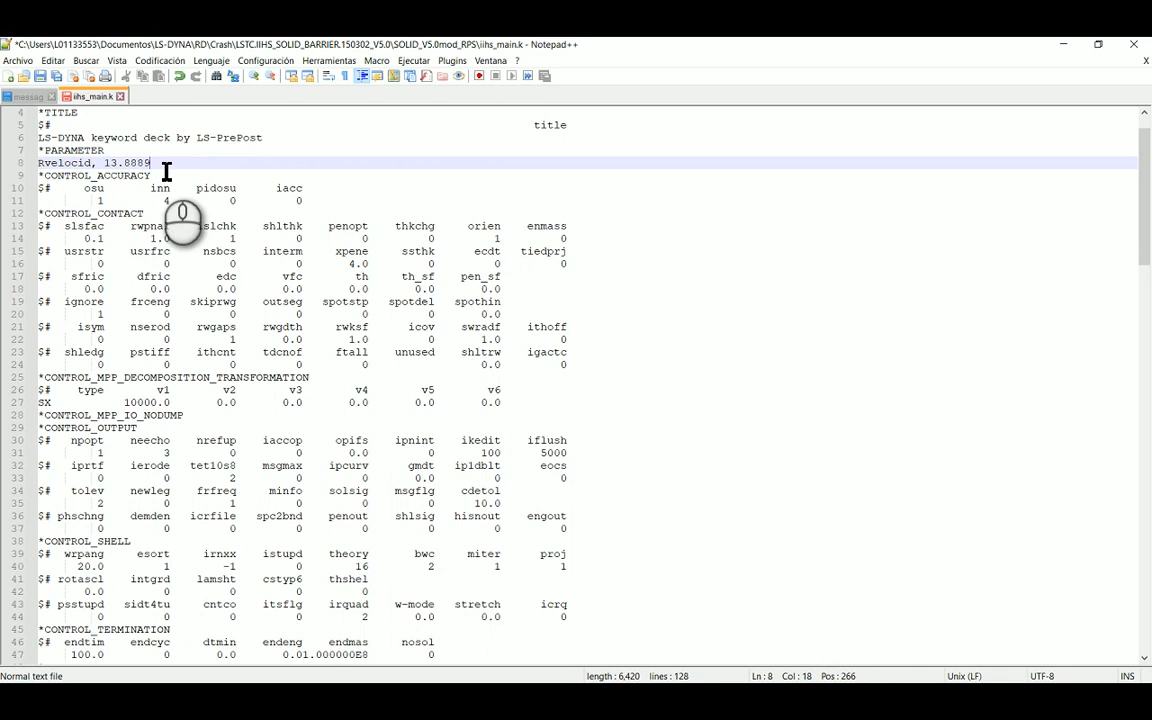 *C:\Users\L01133553\Documentos\LS-DYNA\RD\Crash\LSTC.IIHS_SOLID_BARRIER.150302_V5.0\SOLID_V5.0mod_RPS\iihs_main.k - Notepad++
Archivo Editar Buscar Vista Codificación Lenguaje Configuración Herramientas Macro Ejecutar Plugins Ventana ? X
messag iihs_main.k
4 *TITLE
5 $# title
6 LS-DYNA keyword deck by LS-PrePost
7 *PARAMETER
8 Rvelocid, 13.8889
9 *CONTROL_ACCURACY
10 $# osu inn pidosu iacc
11 1 4 0 0
12 *CONTROL_CONTACT
13 $# slsfac rwpna slchk shlthk penopt thkchg orien enmass
14 0.1 1.0 1 0 0 0 1 0
15 $# usrstr usrfrc nsbcs interm xpene ssthk ecdt tiedprj
16 0 0 0 0 4.0 0 0 0
17 $# sfric dfric edc vfc th th_sf pen_sf
18 0.0 0.0 0.0 0.0 0.0 0.0 0.0
19 $# ignore frceng skiprwg outseg spotstp spotdel spothin
20 1 0 0 0 0 0 0.0
21 $# isym nserod rwgaps rwgdth rwksf icov swradf ithoff
22 0 0 1 0.0 1.0 0 1.0 0
23 $# shledg pstiff ithcnt tdcnof ftall unused shltrw igactc
24 0 0 0 0 0 0.0 0
25 *CONTROL_MPP_DECOMPOSITION_TRANSFORMATION
26 $# type v1 v2 v3 v4 v5 v6
27 SX 10000.0 0.0 0.0 0.0 0.0 0.0
28 *CONTROL_MPP_IO_NODUMP
29 *CONTROL_OUTPUT
30 $# npopt neecho nrefup iaccop opifs ipnint ikedit iflush
31 1 3 0 0 0.0 0 100 5000
32 $# iprtf ierode tet10s8 msgmax ipcurv gmdt ip1dblt eocs
33 0 0 2 0 0 0.0 0 0
34 $# tolev newleg frfreq minfo solsig msgflg cdetol
35 2 0 1 0 0 0 10.0
36 $# phschng demden icrfile spc2bnd penout shlsig hisnout engout
37 0 0 0 0 0 0 0 0
38 *CONTROL_SHELL
39 $# wrpang esort irnxx istupd theory bwc miter proj
40 20.0 1 -1 0 16 2 1 1
41 $# rotascl intgrd lamsht cstyp6 thshel
42 0.0 0 0 0 0
43 $# psstupd sidt4tu cntco itsflg irquad w-mode stretch icrq
44 0 0 0 0 2 0.0 0.0 0
45 *CONTROL_TERMINATION
46 $# endtim endcyc dtmin endeng endmas nosol
47 100.0 0 0.0 0.01.000000E8 0
Normal text file length : 6,420 lines : 128 Ln : 8 Col : 18 Pos : 266 Unix (LF) UTF-8 INS